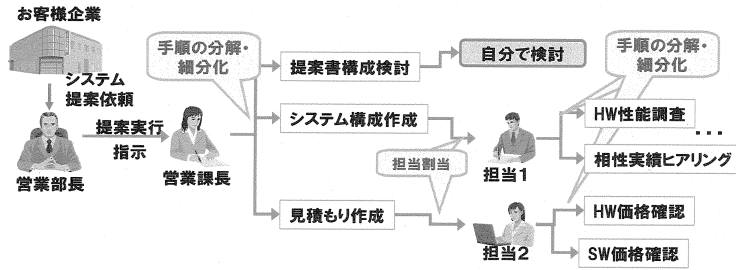 お客様企業
システム
提案依頼
営業部長
提案実行
指示
営業課長
手順の分解・
細分化
提案書構成検討
自分で検討
システム構成作成
担当割当
担当1
見積もり作成
担当2
手順の分解・
細分化
HW性能調査
...
相性実績ヒアリング
HW価格確認
SW価格確認